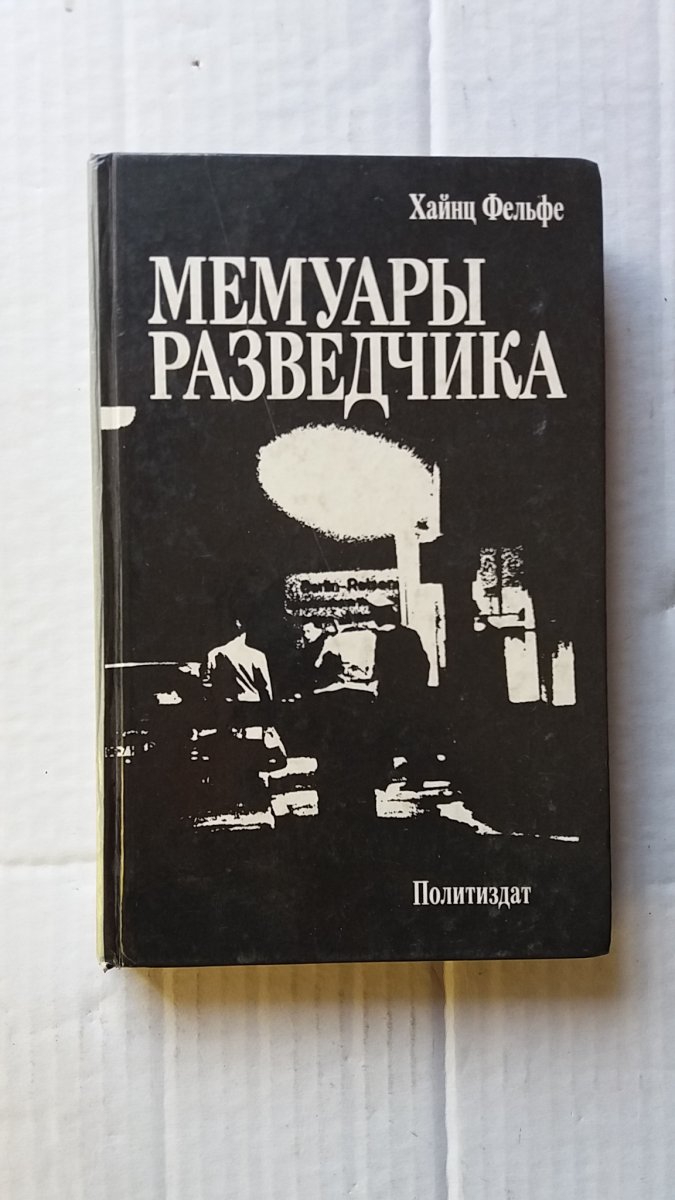 Хайнц Фельфе
МЕМУАРЫ
РАЗВЕДЧИКА
Политиздат